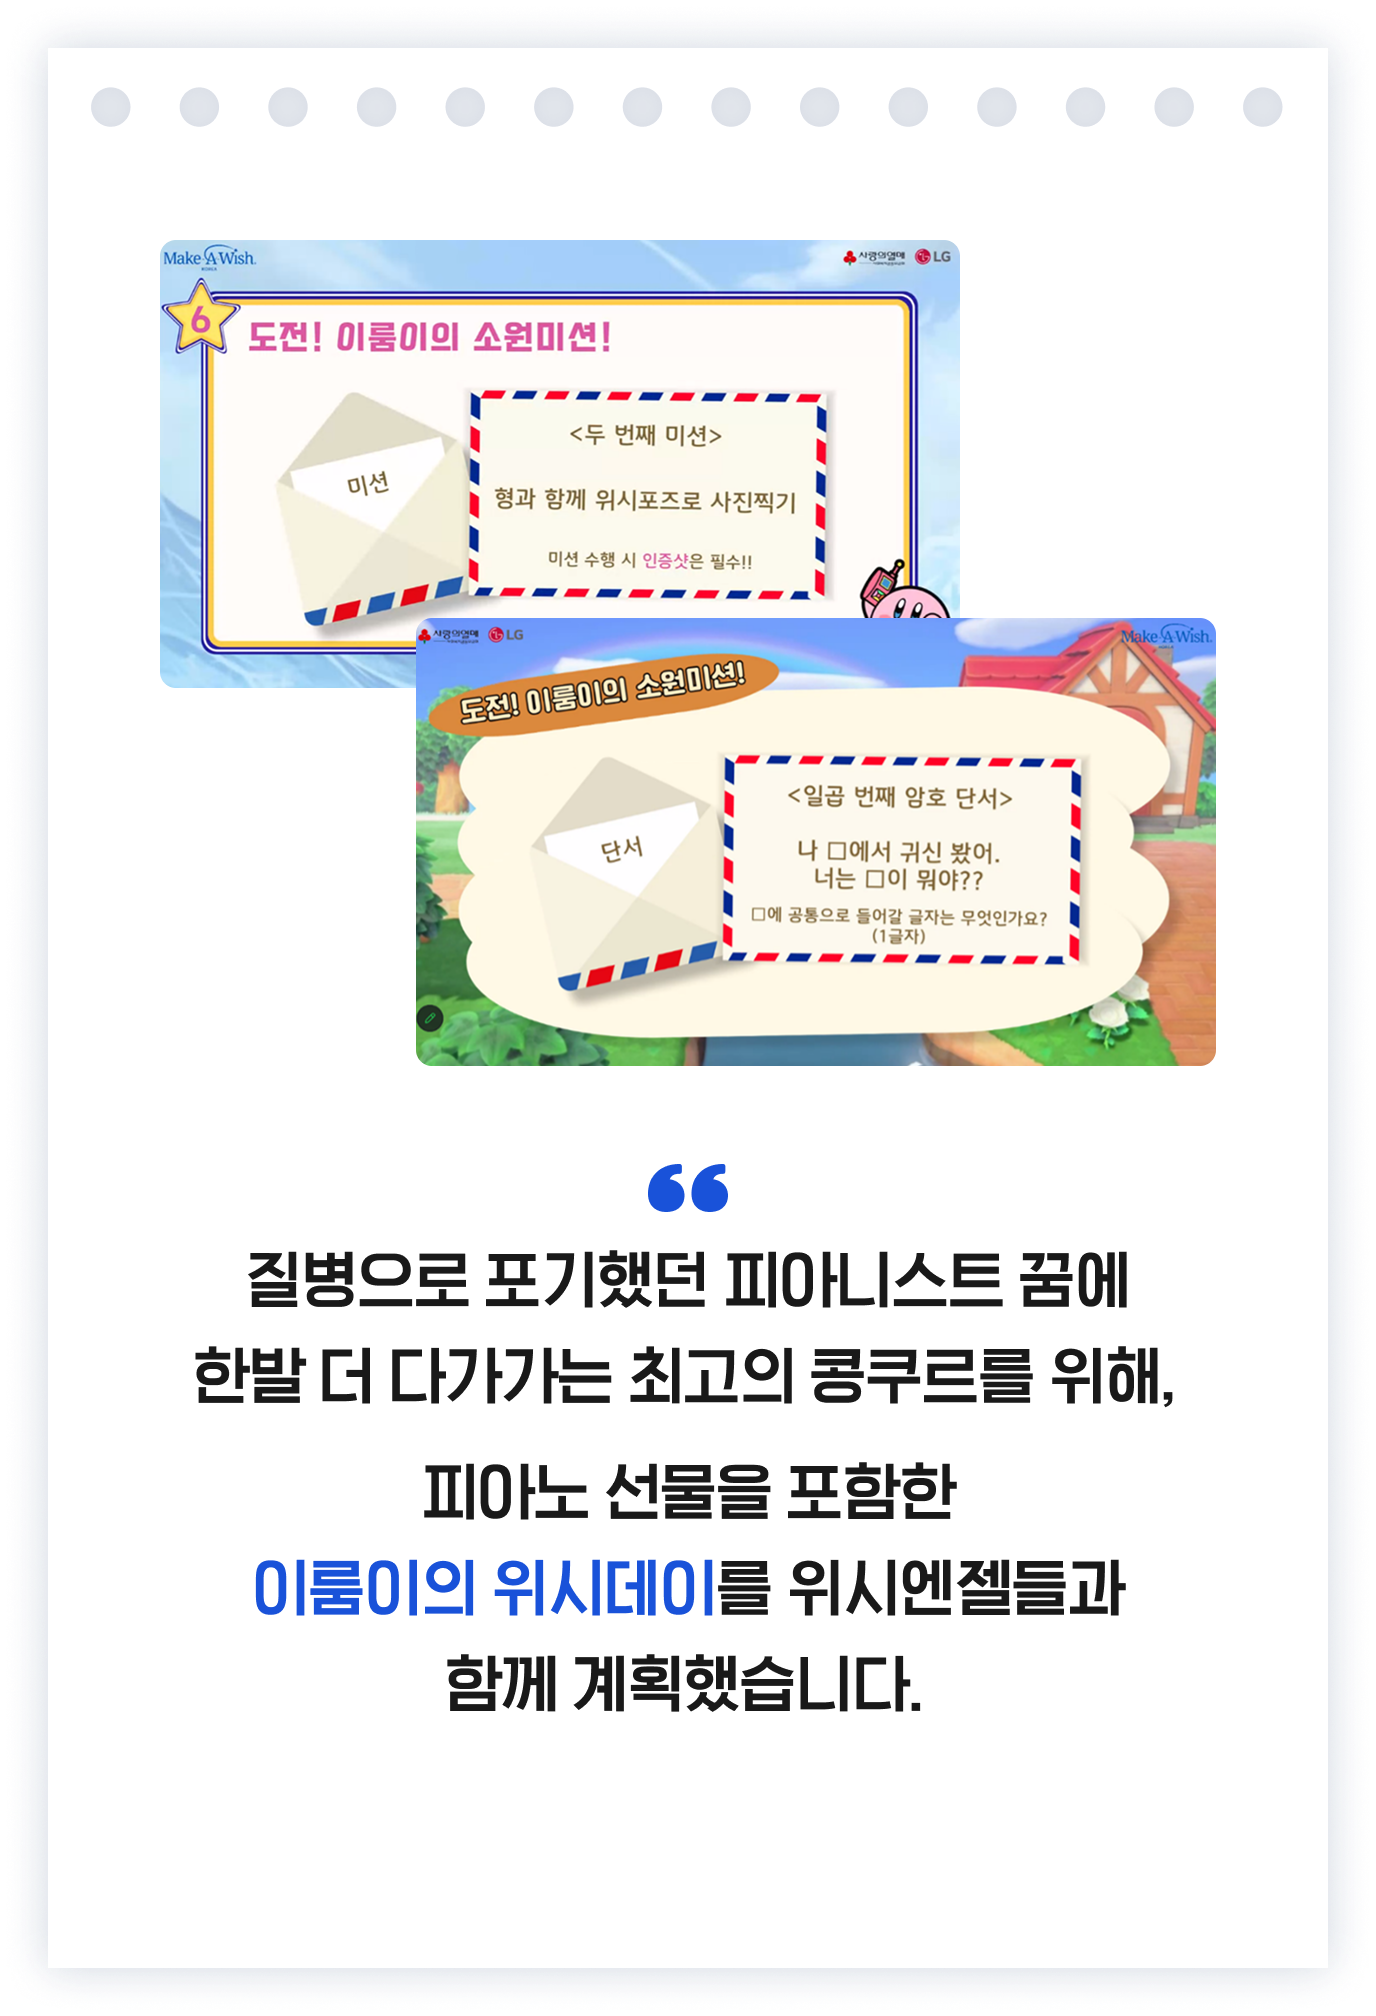 Make-A-Wish.
KOREA
사랑의열매
LG
6
도전! 이룸이의 소원미션!
미션
<두 번째 미션>
형과 함께 위시포즈로 사진찍기
미션 수행 시 인증샷은 필수!!
사랑의열매
LG
Make-A-Wish.
KOREA
도전! 이룸이의 소원미션!
단서
<일곱 번째 암호 단서>
나 □에서 귀신 봤어.
너는 □이 뭐야??
□에 공통으로 들어갈 글자는 무엇인가요?
(1글자)
“
질병으로 포기했던 피아니스트 꿈에
한발 더 다가가는 최고의 콩쿠르를 위해,
피아노 선물을 포함한
이룸이의 위시데이를 위시엔젤들과
함께 계획했습니다.